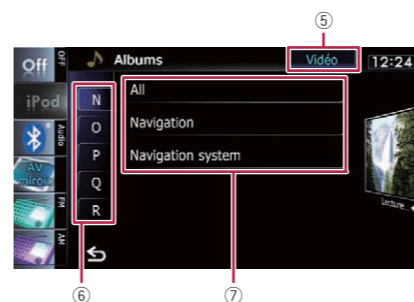 ⑤
Off OFF Albums Vidéo 12:24
iPod N All
Audio O Navigation
AV miroir P Navigation system
Q
FM R
AM
Lecture
⑥ ⑦